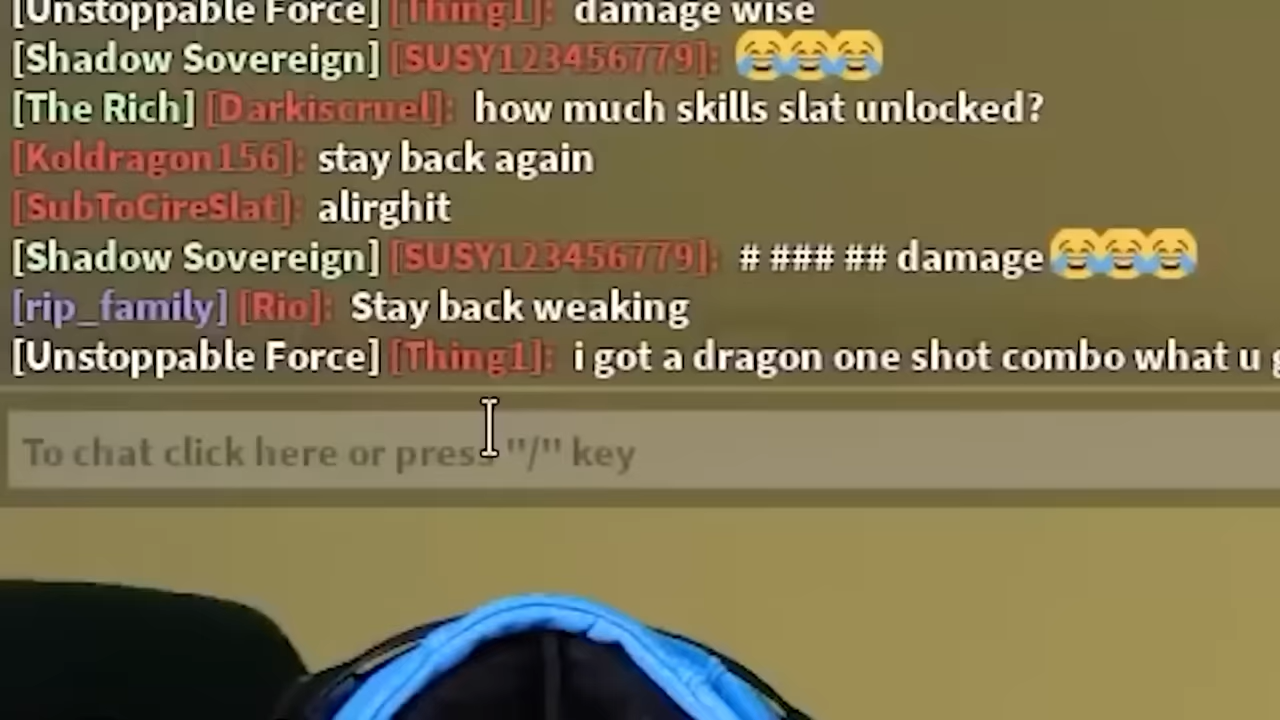 [Unstoppable Force] [Thing1]: damage wise
[Shadow Sovereign] [SUSY123456779]: 😂😂😂
[The Rich] [Darkiscruel]: how much skills slat unlocked?
[Koldragon156]: stay back again
[SubToCireSlat]: alirghit
[Shadow Sovereign] [SUSY123456779]: # ### ## damage 😂😂😂
[rip_family] [Rio]: Stay back weaking
[Unstoppable Force] [Thing1]: i got a dragon one shot combo what u
To chat click here or press "/" key